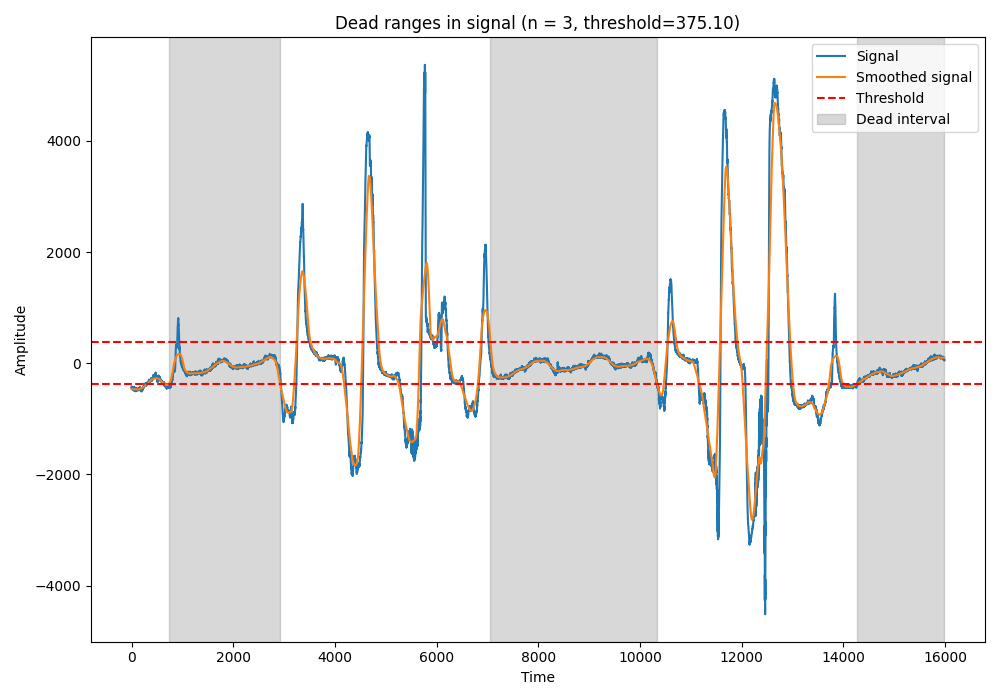 Dead ranges in signal (n = 3, threshold=375.10)
Signal
Smoothed signal
Threshold
Dead interval
4000
2000
0
−2000
−4000
Amplitude
0 2000 4000 6000 8000 10000 12000 14000 16000
Time